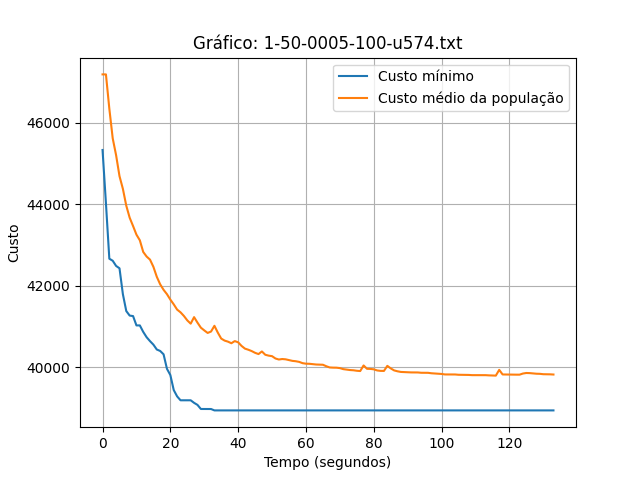 Gráfico: 1-50-0005-100-u574.txt
Custo mínimo
Custo médio da população
Custo
46000
44000
42000
40000
0 20 40 60 80 100 120
Tempo (segundos)